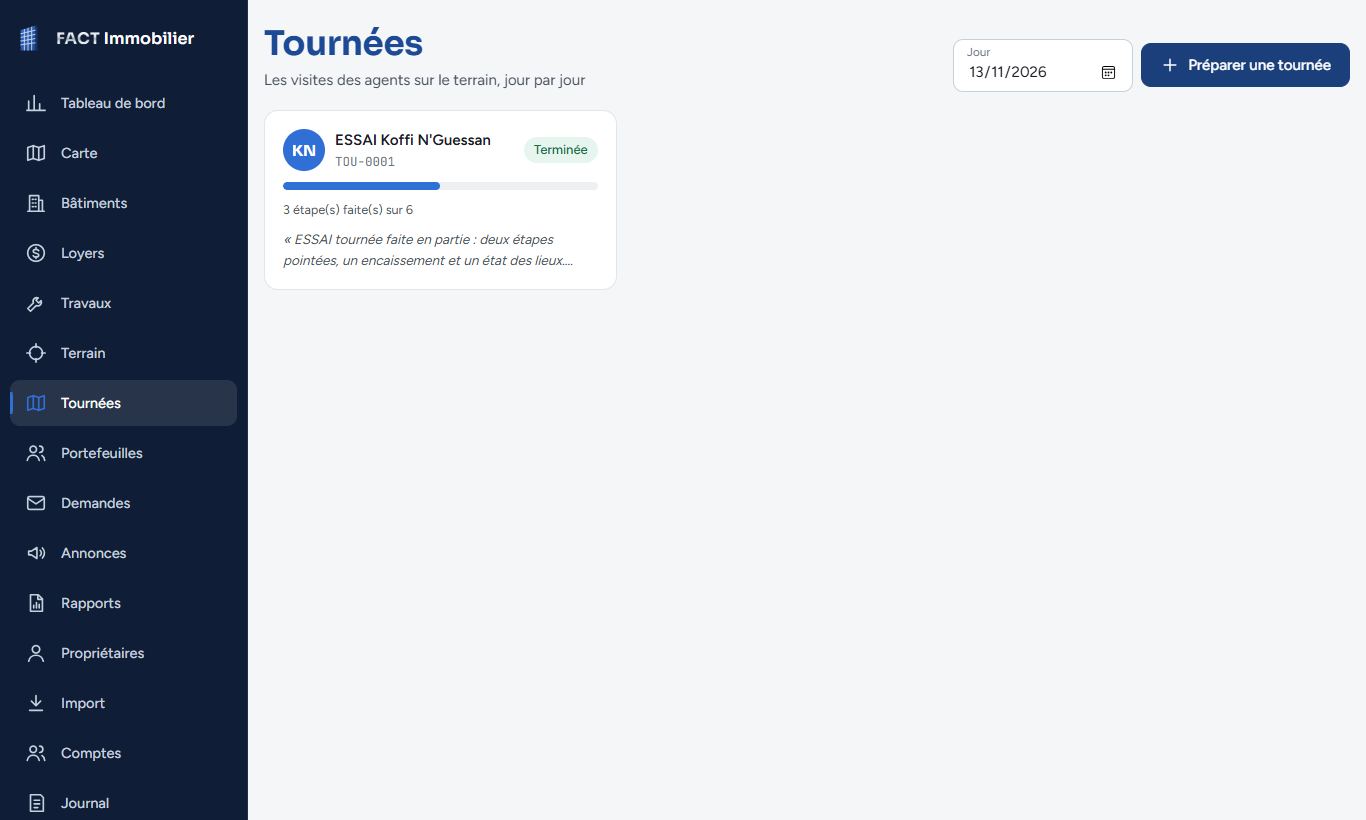 FACT Immobilier
Tableau de bord
Carte
Bâtiments
Loyers
Travaux
Terrain
Tournées
Portefeuilles
Demandes
Annonces
Rapports
Propriétaires
Import
Comptes
Journal
Tournées
Les visites des agents sur le terrain, jour par jour
Jour
13/11/2026
Préparer une tournée
KN
ESSAI Koffi N'Guessan
TOU-0001
Terminée
3 étape(s) faite(s) sur 6
« ESSAI tournée faite en partie : deux étapes
pointées, un encaissement et un état des lieux....